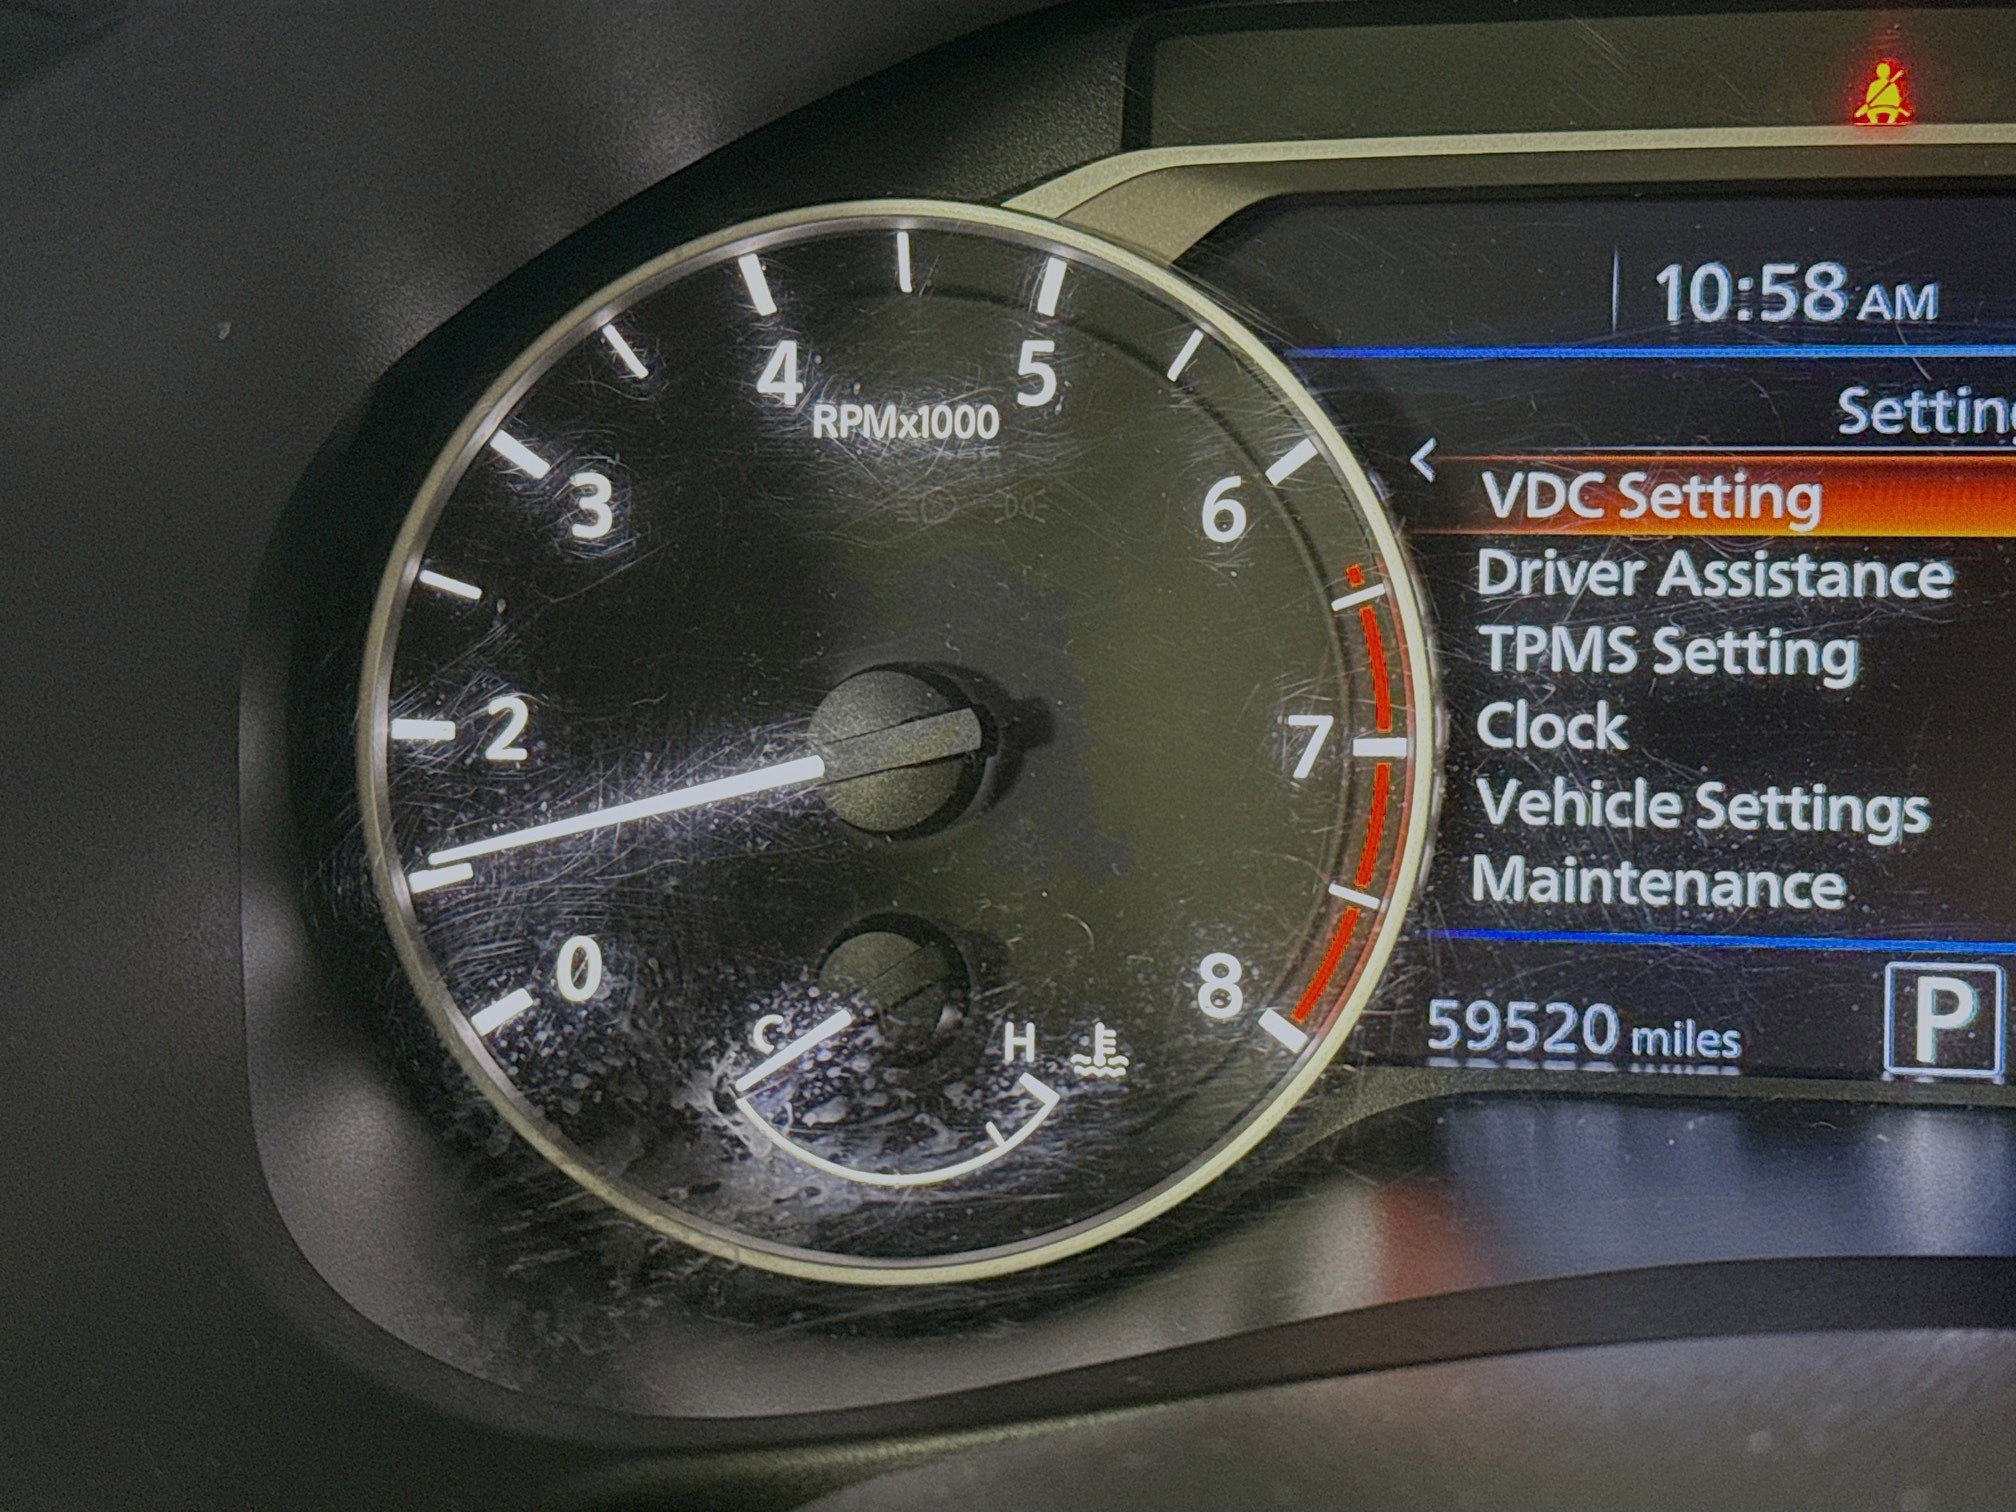 10:58 AM
4
5
RPMx1000
Settin
<
3
6
VDC Setting
Driver Assistance
TPMS Setting
2
7
Clock
Vehicle Settings
Maintenance
0
8
C
H
59520 miles
P